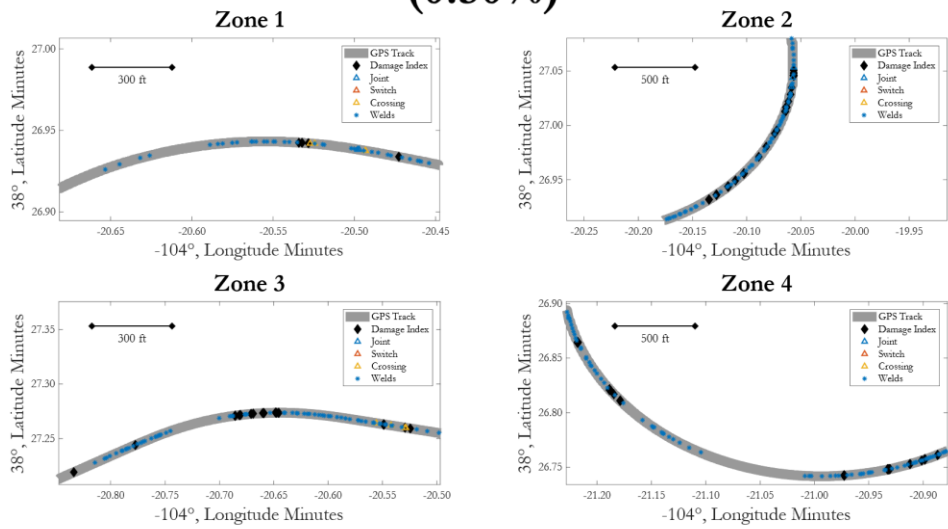 (0.50%)
Zone 1
27.00
26.95
26.90
38°, Latitude Minutes
300 ft
GPS Track
Damage Index
Joint
Switch
Crossing
Welds
-20.65
-20.60
-20.55
-20.50
-20.45
-104°, Longitude Minutes
Zone 2
27.05
27.00
26.95
38°, Latitude Minutes
500 ft
GPS Track
Damage Index
Joint
Switch
Crossing
Welds
-20.25
-20.20
-20.15
-20.10
-20.05
-20.00
-19.95
-104°, Longitude Minutes
Zone 3
27.35
27.30
27.25
38°, Latitude Minutes
300 ft
GPS Track
Damage Index
Joint
Switch
Crossing
Welds
-20.80
-20.75
-20.70
-20.65
-20.60
-20.55
-20.50
-104°, Longitude Minutes
Zone 4
26.90
26.85
26.80
26.75
38°, Latitude Minutes
500 ft
GPS Track
Damage Index
Joint
Switch
Crossing
Welds
-21.20
-21.15
-21.10
-21.05
-21.00
-20.95
-20.90
-104°, Longitude Minutes